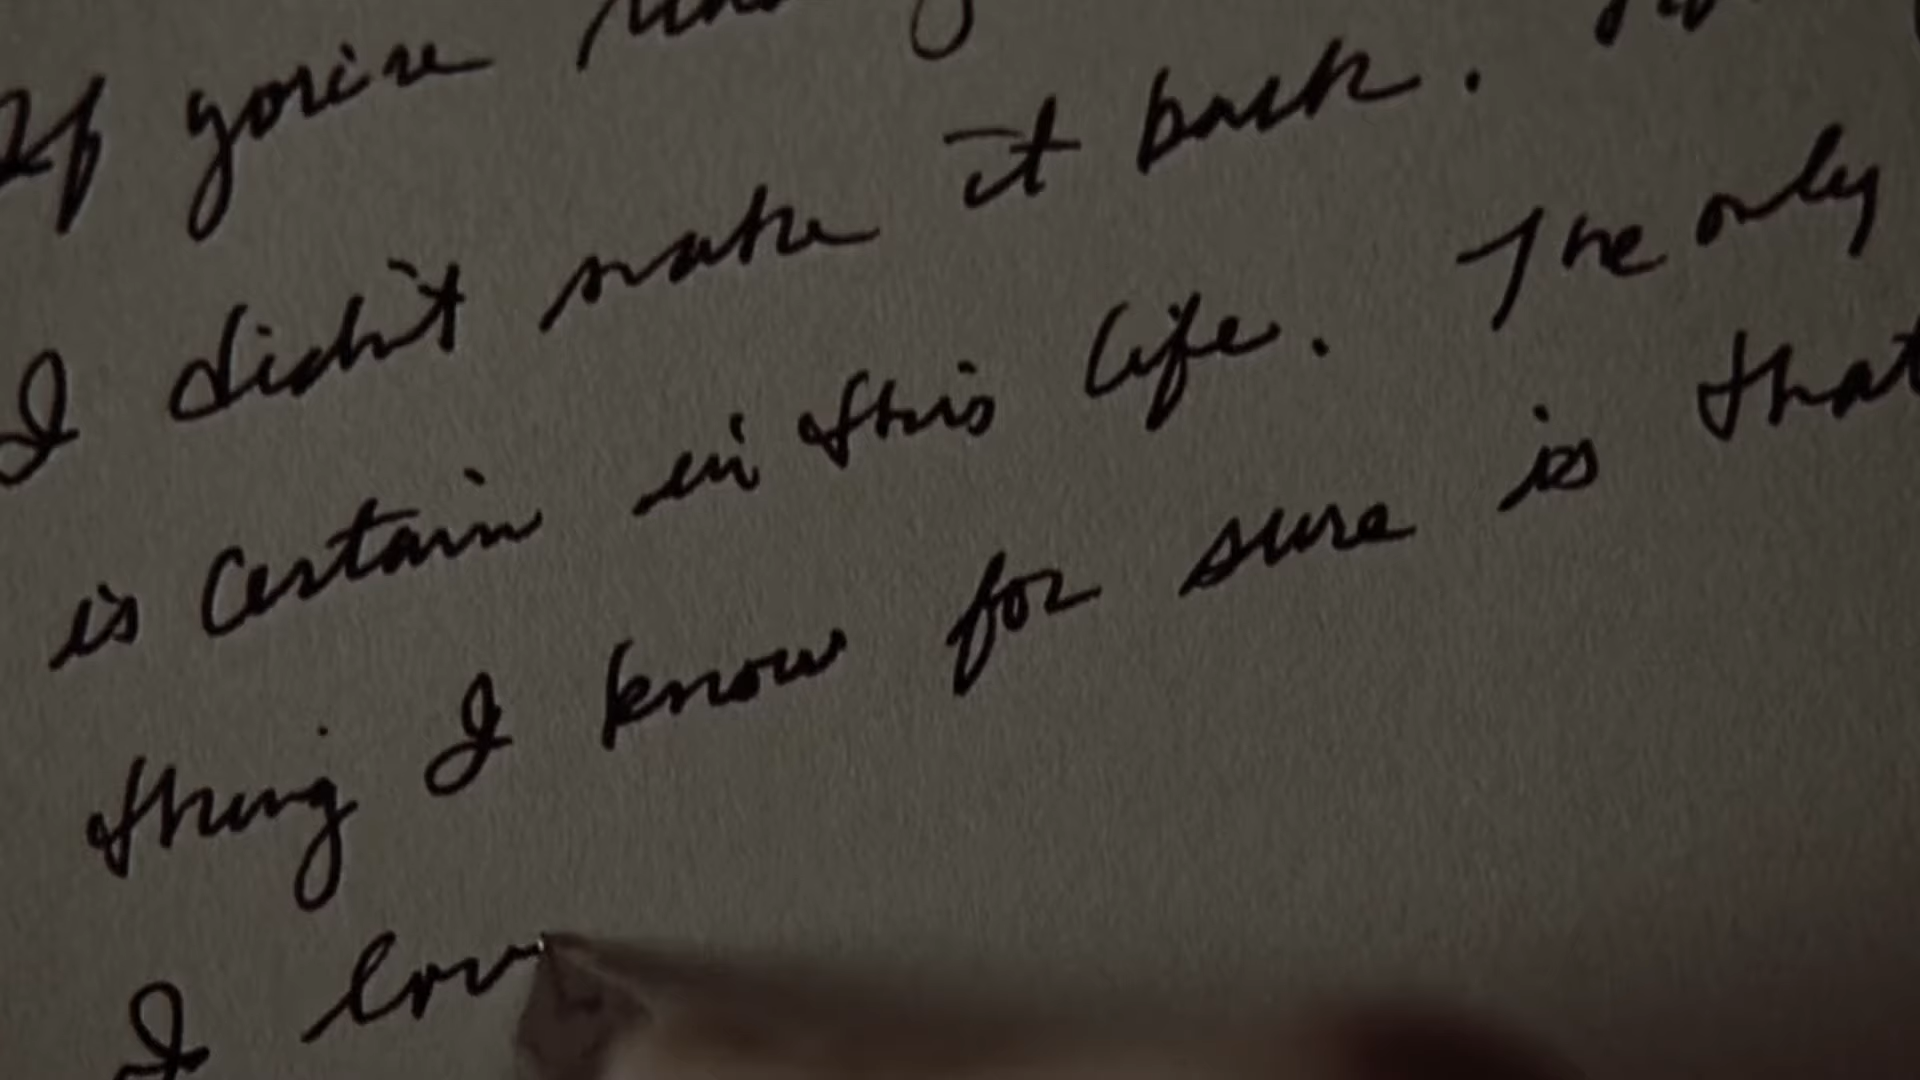 If you're
I didn't make it back.
is certain in this life. The only
thing I know for sure is that
I lov